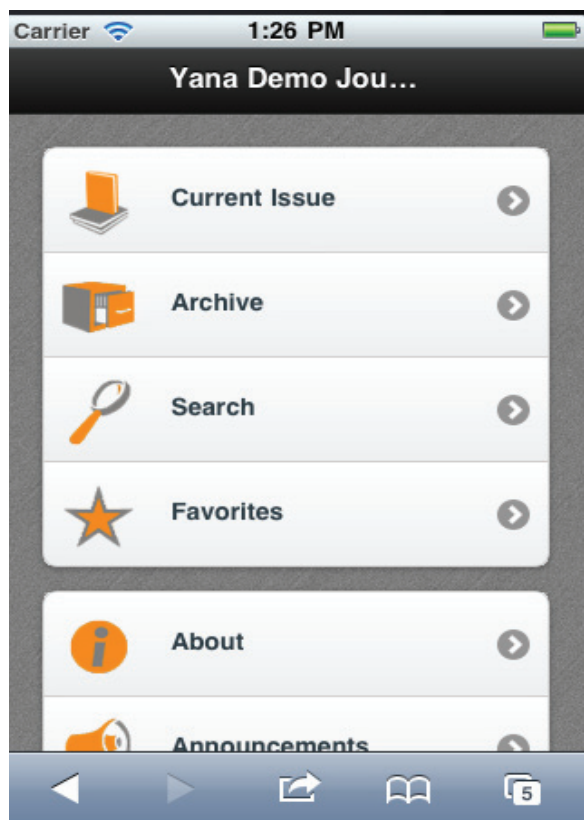 Carrier 1:26 PM
Yana Demo Jou...
Current Issue
Archive
Search
Favorites
About
Announcements
5